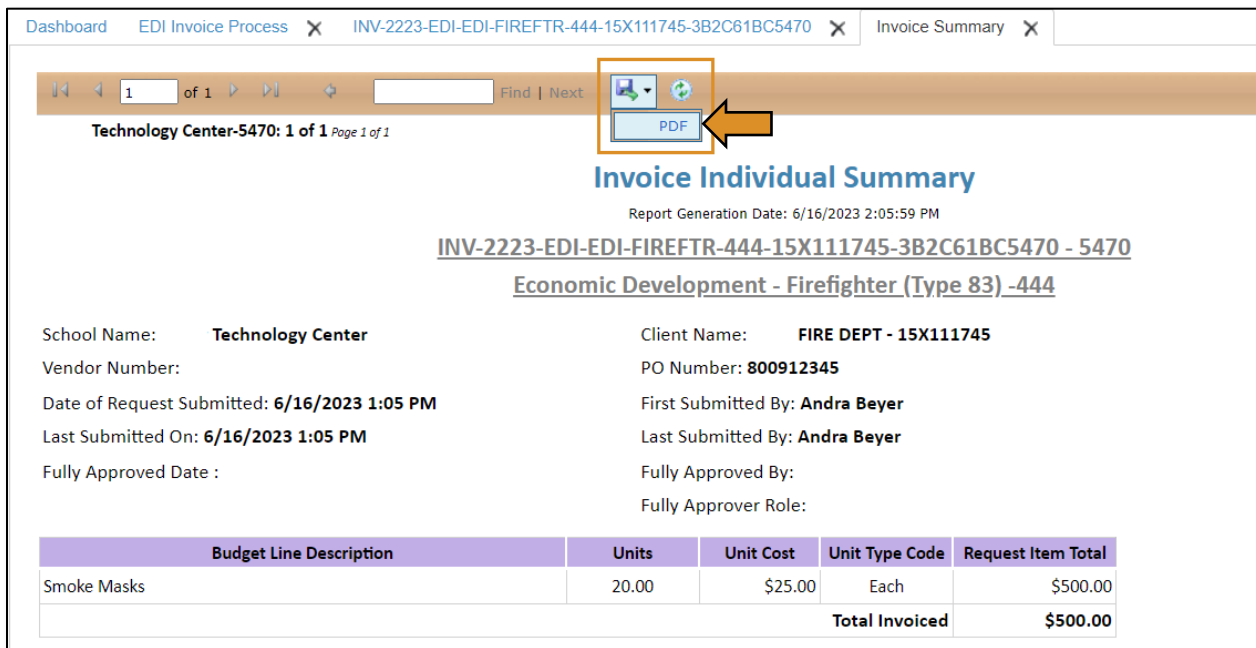 Dashboard EDI Invoice Process INV-2223-EDI-EDI-FIREFTR-444-15X111745-3B2C61BC5470 Invoice Summary
1 of 1 Find | Next
PDF
Technology Center-5470: 1 of 1 Page 1 of 1
Invoice Individual Summary
Report Generation Date: 6/16/2023 2:05:59 PM
INV-2223-EDI-EDI-FIREFTR-444-15X111745-3B2C61BC5470 - 5470
Economic Development - Firefighter (Type 83) -444
School Name: Technology Center Client Name: FIRE DEPT - 15X111745
Vendor Number: PO Number: 800912345
Date of Request Submitted: 6/16/2023 1:05 PM First Submitted By: Andra Beyer
Last Submitted On: 6/16/2023 1:05 PM Last Submitted By: Andra Beyer
Fully Approved Date : Fully Approved By:
Fully Approver Role:
Budget Line Description Units Unit Cost Unit Type Code Request Item Total
Smoke Masks 20.00 $25.00 Each $500.00
Total Invoiced $500.00